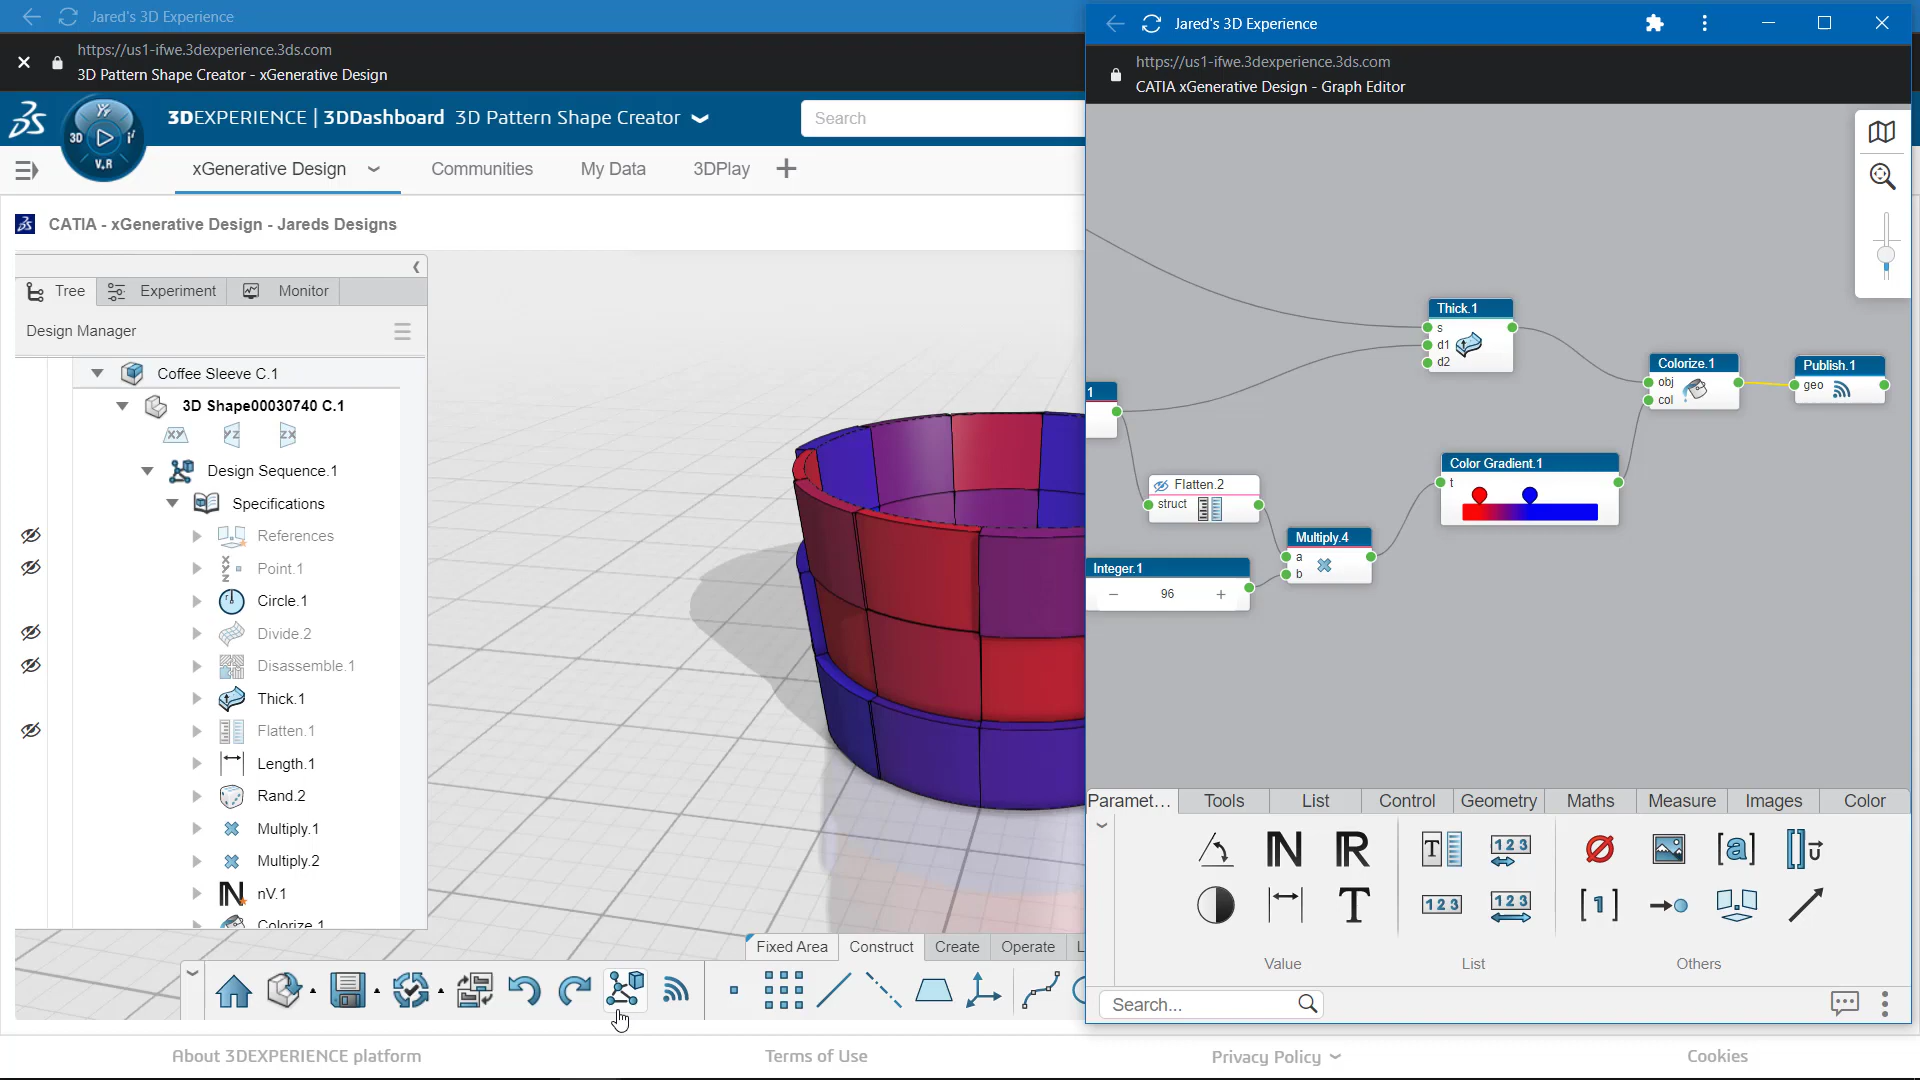 Jared's 3D Experience
https://us1-ifwe.3dexperience.3ds.com
3D Pattern Shape Creator - xGenerative Design
3D
V,R
3DEXPERIENCE | 3DDashboard 3D Pattern Shape Creator
Search
xGenerative Design
Communities
My Data
3DPlay
CATIA - xGenerative Design - Jareds Designs
Tree
Experiment
Monitor
Design Manager
Coffee Sleeve C.1
3D Shape00030740 C.1
XY
YZ
ZX
Design Sequence.1
Specifications
References
Point.1
Circle.1
Divide.2
Disassemble.1
Thick.1
Flatten.1
Length.1
Rand.2
Multiply.1
Multiply.2
nV.1
Colorize.1
Fixed Area
Construct
Create
Operate
L
Jared's 3D Experience
https://us1-ifwe.3dexperience.3ds.com
CATIA xGenerative Design - Graph Editor
Thick.1
s
d1
d2
Colorize.1
obj
col
Publish.1
geo
1
Flatten.2
struct
Color Gradient.1
t
Multiply.4
a
b
Integer.1
− 96 +
Paramet...
Tools
List
Control
Geometry
Maths
Measure
Images
Color
Value
List
Others
Search...
About 3DEXPERIENCE platform
Terms of Use
Privacy Policy
Cookies